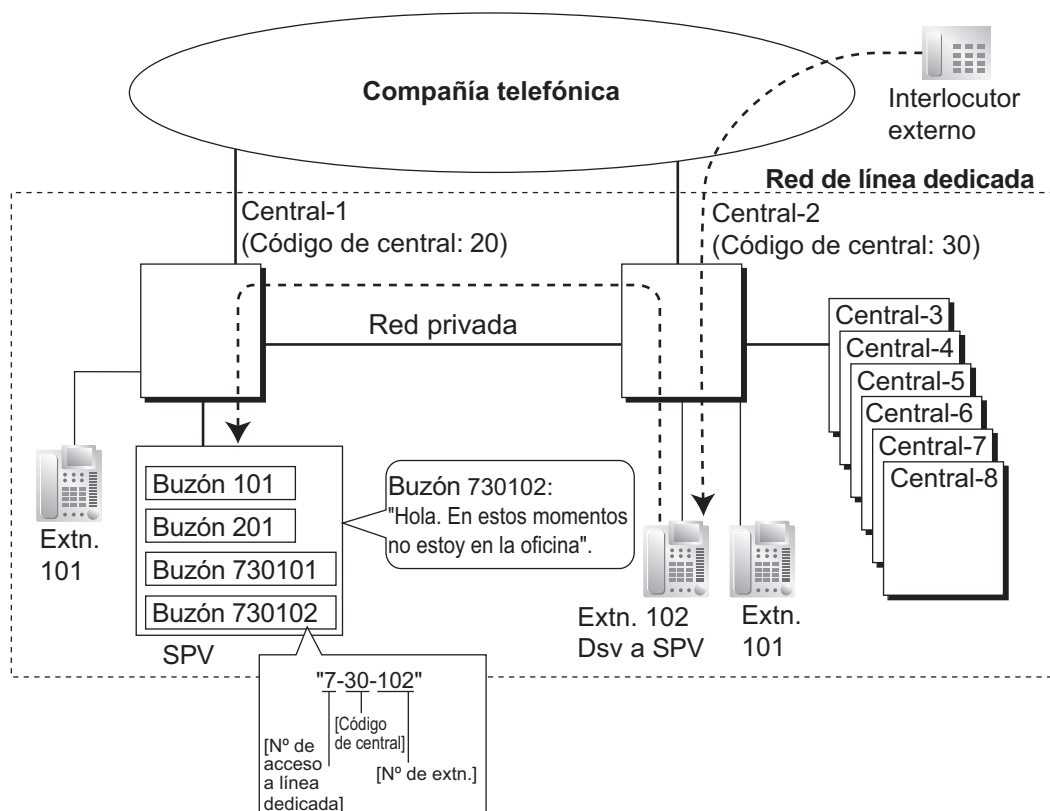 Compañía telefónica
Interlocutor
externo
Red de línea dedicada
Central-1
(Código de central: 20)
Central-2
(Código de central: 30)
Red privada
Central-3
Central-4
Central-5
Central-6
Central-7
Central-8
Extn.
101
Buzón 101
Buzón 201
Buzón 730101
Buzón 730102
SPV
Buzón 730102:
"Hola. En estos momentos
no estoy en la oficina".
Extn. 102
Dsv a SPV
Extn.
101
"7-30-102"
[Código
de central]
[Nº de
acceso
a línea
dedicada]
[Nº de extn.]